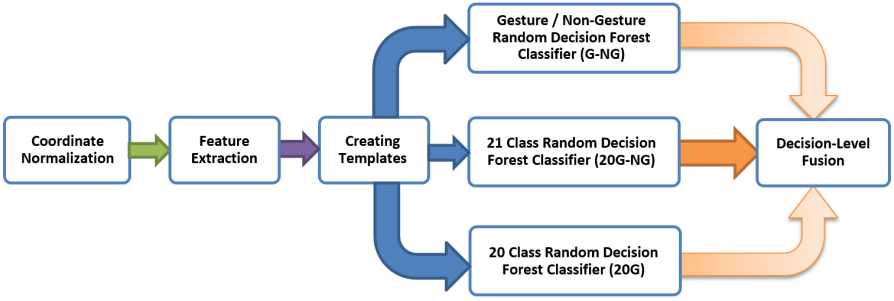 Coordinate
Normalization
Feature
Extraction
Creating
Templates
Gesture / Non-Gesture
Random Decision Forest
Classifier (G-NG)
21 Class Random Decision
Forest Classifier (20G-NG)
20 Class Random Decision
Forest Classifier (20G)
Decision-Level
Fusion